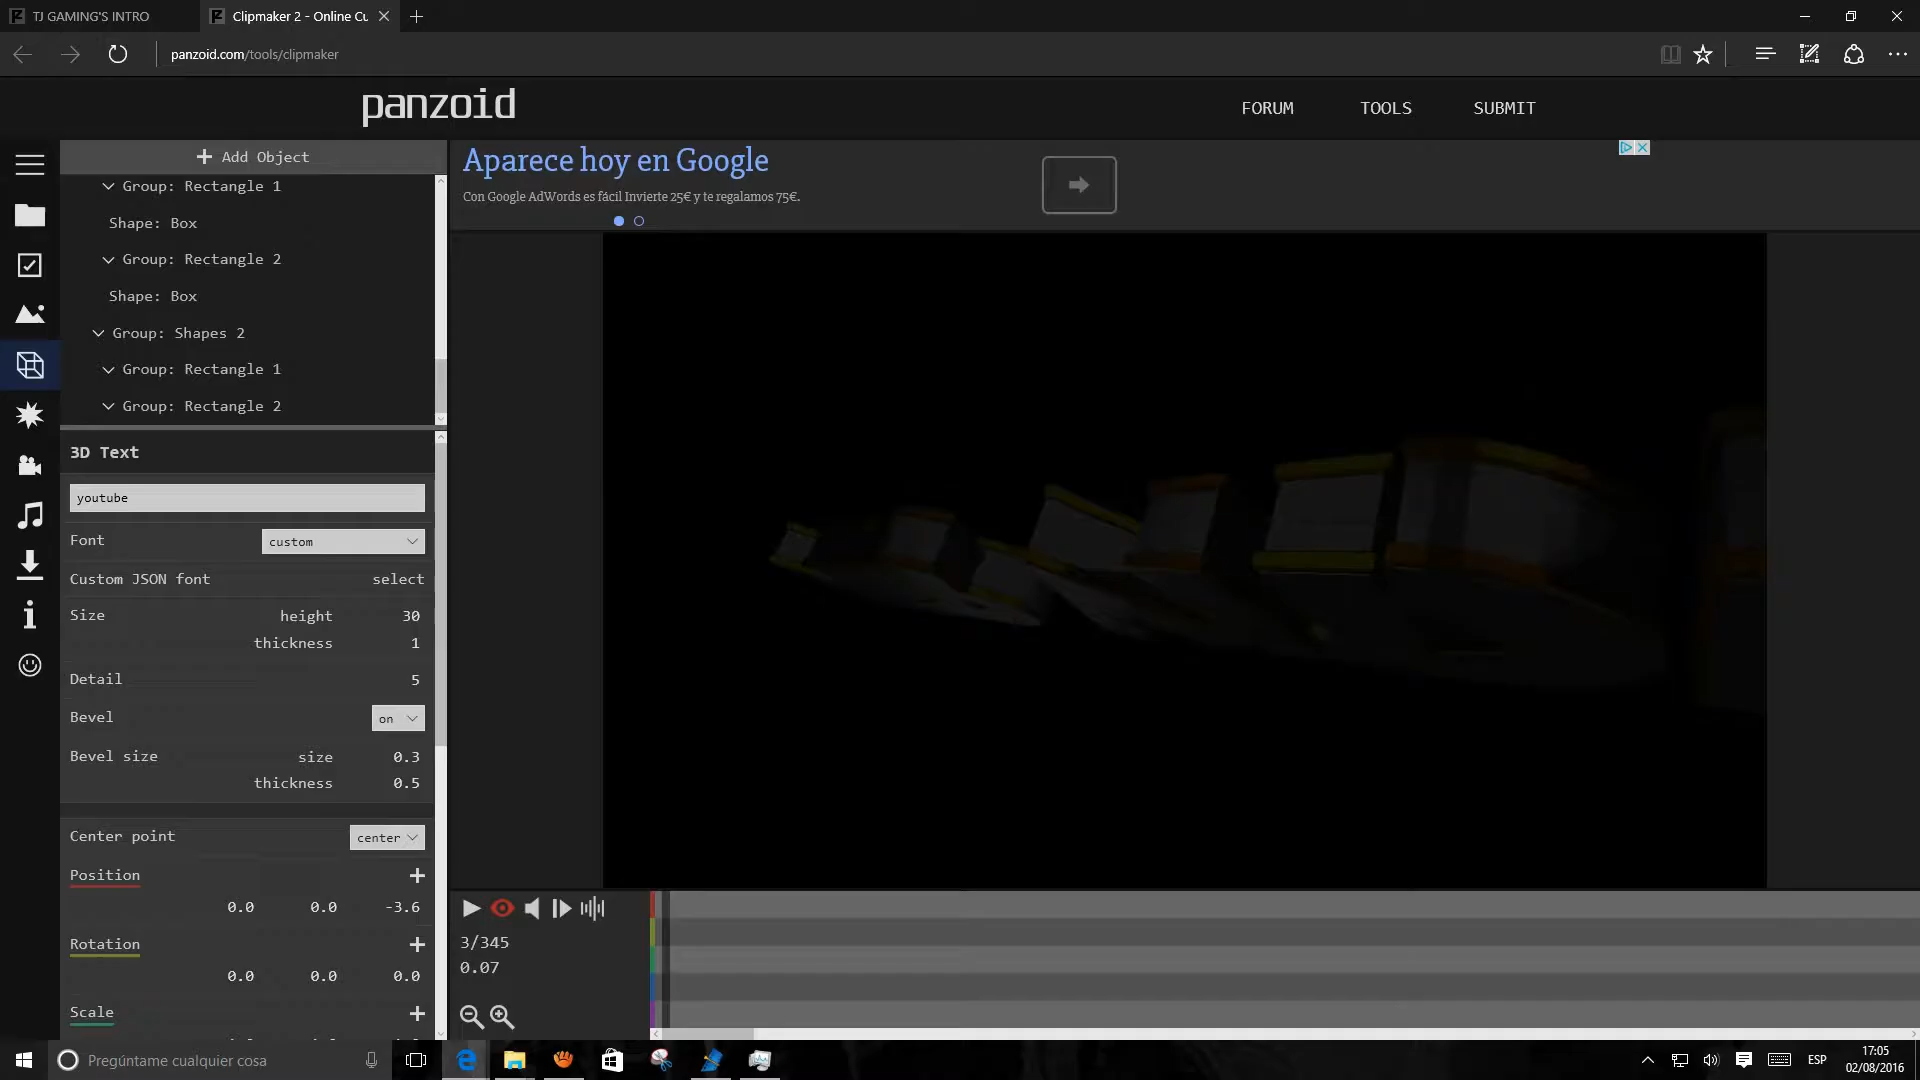 TJ GAMING'S INTRO
Clipmaker 2 - Online Cu
panzoid.com/tools/clipmaker
panzoid
FORUM
TOOLS
SUBMIT
Add Object
Group: Rectangle 1
Shape: Box
Group: Rectangle 2
Shape: Box
Group: Shapes 2
Group: Rectangle 1
Group: Rectangle 2
Aparece hoy en Google
Con Google AdWords es fácil Invierte 25€ y te regalamos 75€.
3D Text
youtube
Font custom
Custom JSON font select
Size height 30
thickness 1
Detail 5
Bevel on
Bevel size size 0.3
thickness 0.5
Center point center
Position
0.0 0.0 -3.6
Rotation
0.0 0.0 0.0
Scale
3/345
0.07
Pregúntame cualquier cosa
ESP
17:05
02/08/2016